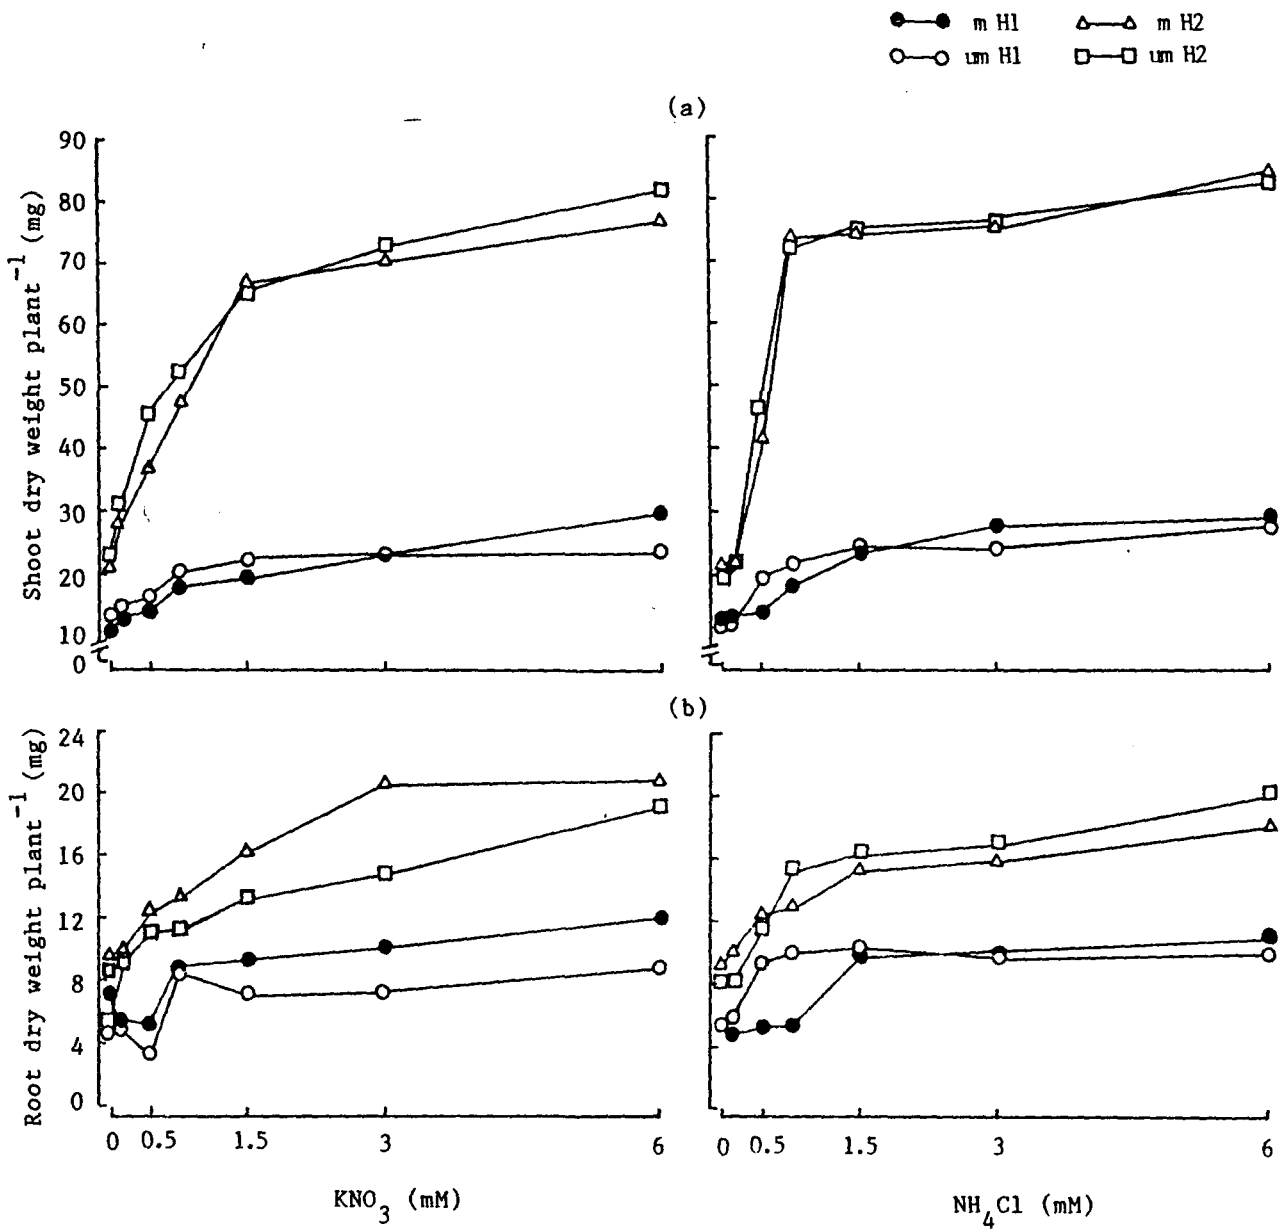 m H1 m H2
um H1 um H2
(a)
Shoot dry weight plant⁻¹ (mg)
90
80
70
60
50
40
30
20
10
0
(b)
Root dry weight plant⁻¹ (mg)
24
20
16
12
8
4
0
0 0.5 1.5 3 6
0 0.5 1.5 3 6
KNO₃ (mM)
NH₄Cl (mM)